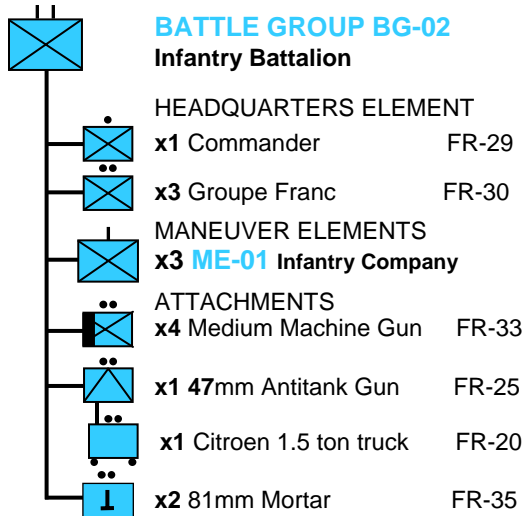 BATTLE GROUP BG-02
Infantry Battalion
HEADQUARTERS ELEMENT
x1 Commander FR-29
x3 Groupe Franc FR-30
MANEUVER ELEMENTS
x3 ME-01 Infantry Company
ATTACHMENTS
x4 Medium Machine Gun FR-33
x1 47mm Antitank Gun FR-25
x1 Citroen 1.5 ton truck FR-20
x2 81mm Mortar FR-35